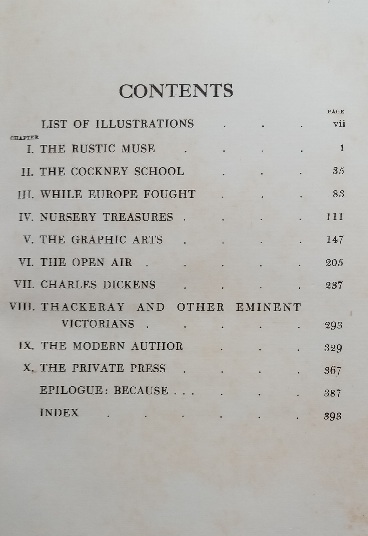 CONTENTS
PAGE
LIST OF ILLUSTRATIONS . . . vii
CHAPTER
I. THE RUSTIC MUSE . . . . 1
II. THE COCKNEY SCHOOL . . . 35
III. WHILE EUROPE FOUGHT . . . 83
IV. NURSERY TREASURES . . . . 111
V. THE GRAPHIC ARTS . . . . 147
VI. THE OPEN AIR . . . . . 205
VII. CHARLES DICKENS . . . . 237
VIII. THACKERAY AND OTHER EMINENT
VICTORIANS . . . . . 293
IX. THE MODERN AUTHOR . . . 329
X. THE PRIVATE PRESS . . . . 367
EPILOGUE: BECAUSE . . . . . . 387
INDEX . . . . . . 393